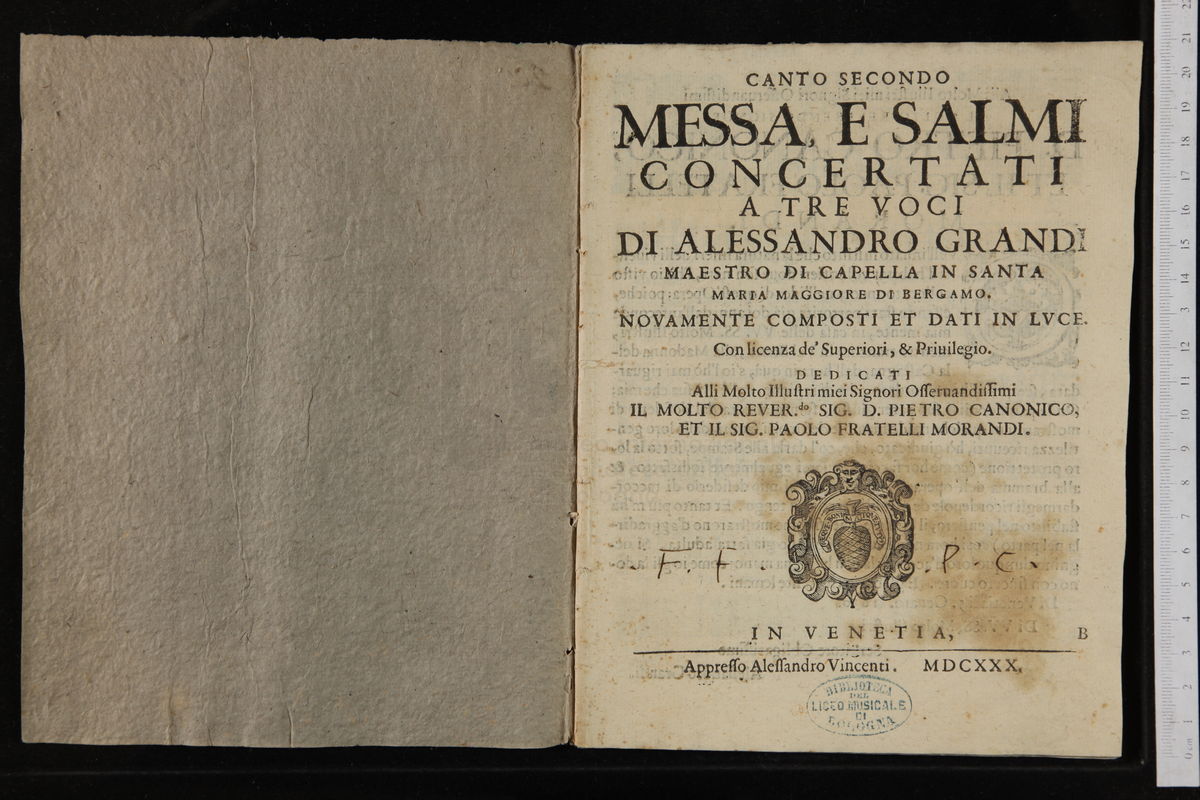 CANTO SECONDO
MESSA, E SALMI
CONCERTATI
A TRE VOCI
DI ALESSANDRO GRANDI
MAESTRO DI CAPELLA IN SANTA
MARIA MAGGIORE DI BERGAMO.
NOVAMENTE COMPOSTI ET DATI IN LVCE.
Con licenza de' Superiori, & Priuilegio.
DEDICATI
Alli Molto Illuſtri miei Signori Oſſeruandiſſimi
IL MOLTO REVER.do SIG. D. PIETRO CANONICO,
ET IL SIG. PAOLO FRATELLI MORANDI.
F. F. P C.
IN VENETIA, B
Appreſſo Aleſſandro Vincenti. MDCXXX.
BIBLIOTECA
DEL
LICEO MUSICALE
DI
BOLOGNA